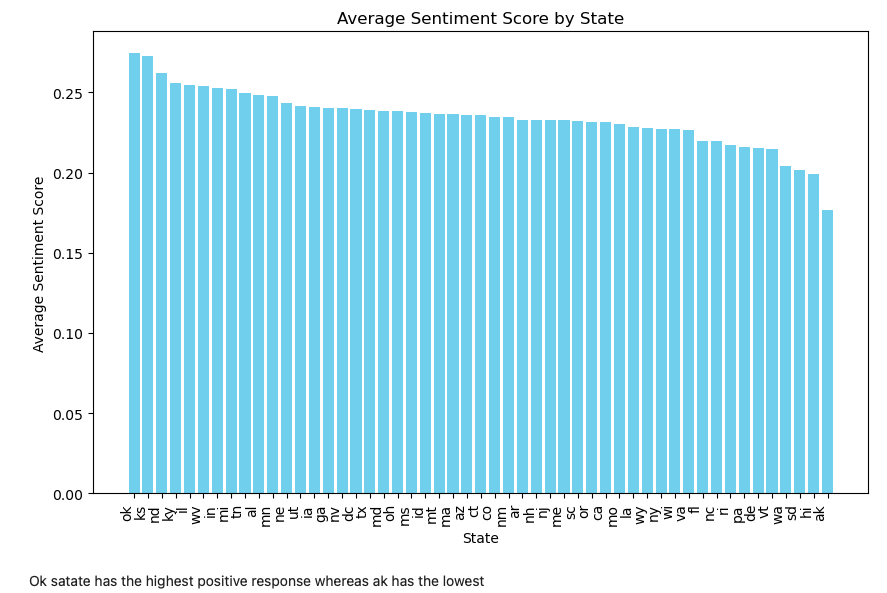 Average Sentiment Score by State
Average Sentiment Score
0.25
0.20
0.15
0.10
0.05
0.00
ok ks nd ky il wv in mi tn al mn ne ut ia ga nv dc tx md oh ms id mt ma az ct co nm ar nh nj me sc or ca mo la wy ny wi va fl nc ri pa de vt wa sd hi ak
State
Ok satate has the highest positive response whereas ak has the lowest